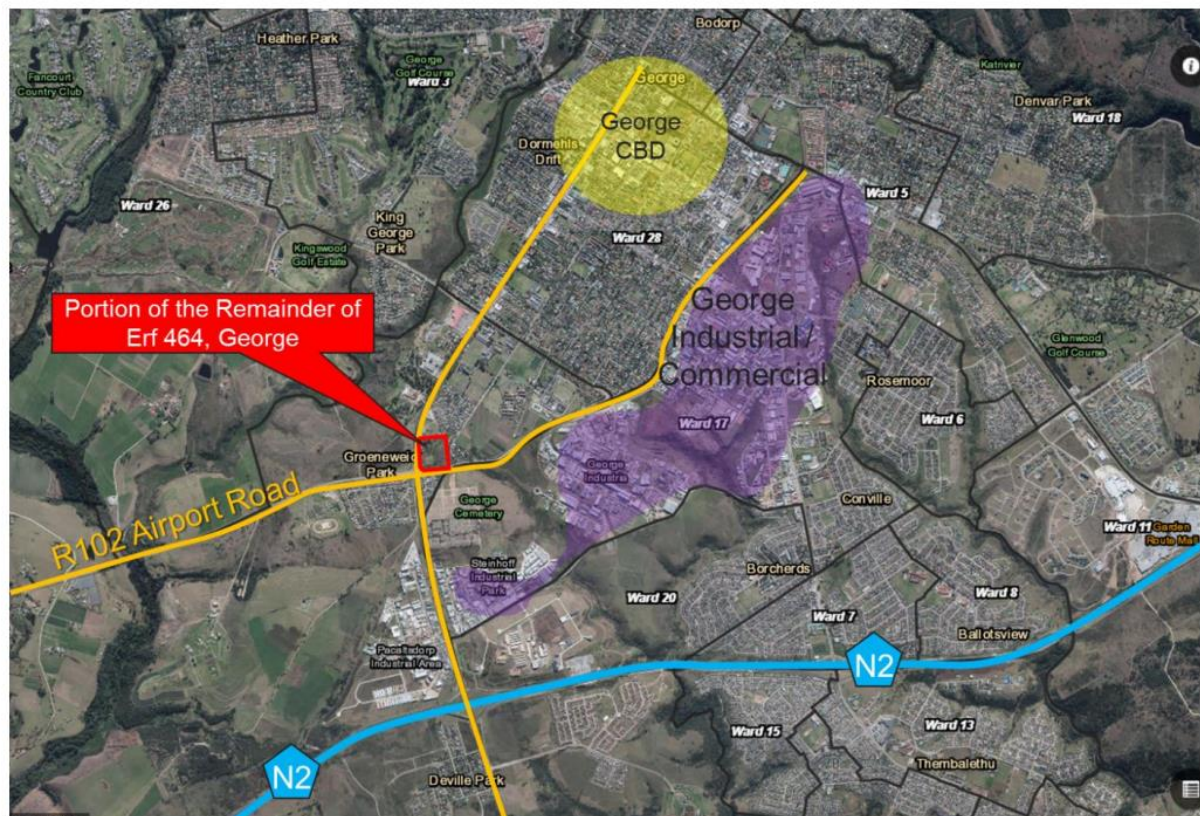 Bodorp
Heather Park
George
Golf Course
Ward 3
Fancourt
Country Club
Katrivier
Denvar Park
Ward 18
George
George
CBD
Dormehls
Drift
Ward 26
King
George
Park
Ward 5
Ward 28
Kingswood
Golf Estate
Portion of the Remainder of
Erf 464, George
George
Industrial/
Commercial
Glenwood
Golf Course
Rosemoor
Ward 6
Ward 17
Groeneweid
Park
George
Industria
R102 Airport Road
George
Cemetery
Conville
Ward 11
Garden
Route Mall
Steinhoff
Industrial
Park
Borcherds
Ward 20
Ward 7
Ward 8
Ballotsview
Pacaltsdorp
Industrial Area
N2
N2
Ward 15
Ward 13
Thembalethu
Deville Park